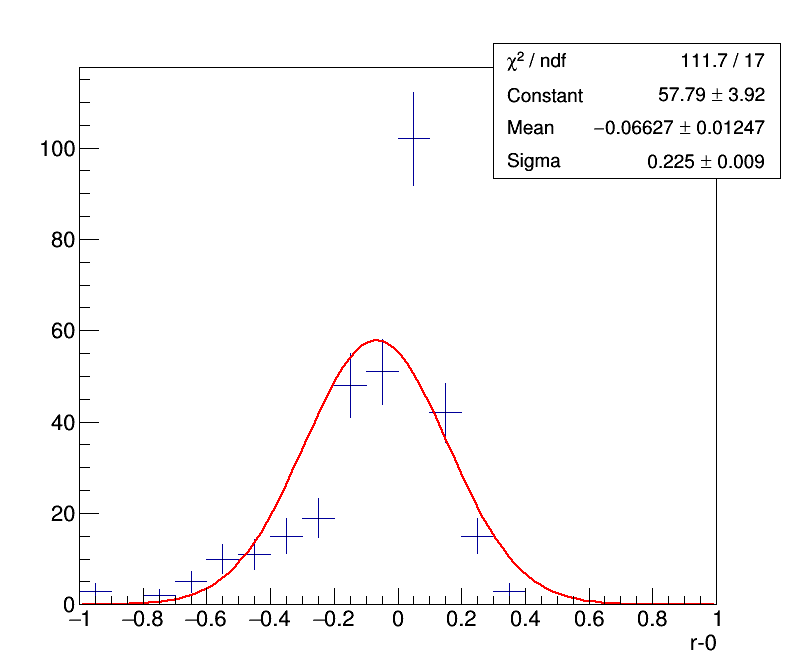 χ² / ndf 111.7 / 17
Constant 57.79 ± 3.92
Mean −0.06627 ± 0.01247
Sigma 0.225 ± 0.009
100
80
60
40
20
0
−1 −0.8 −0.6 −0.4 −0.2 0 0.2 0.4 0.6 0.8 1
r-0